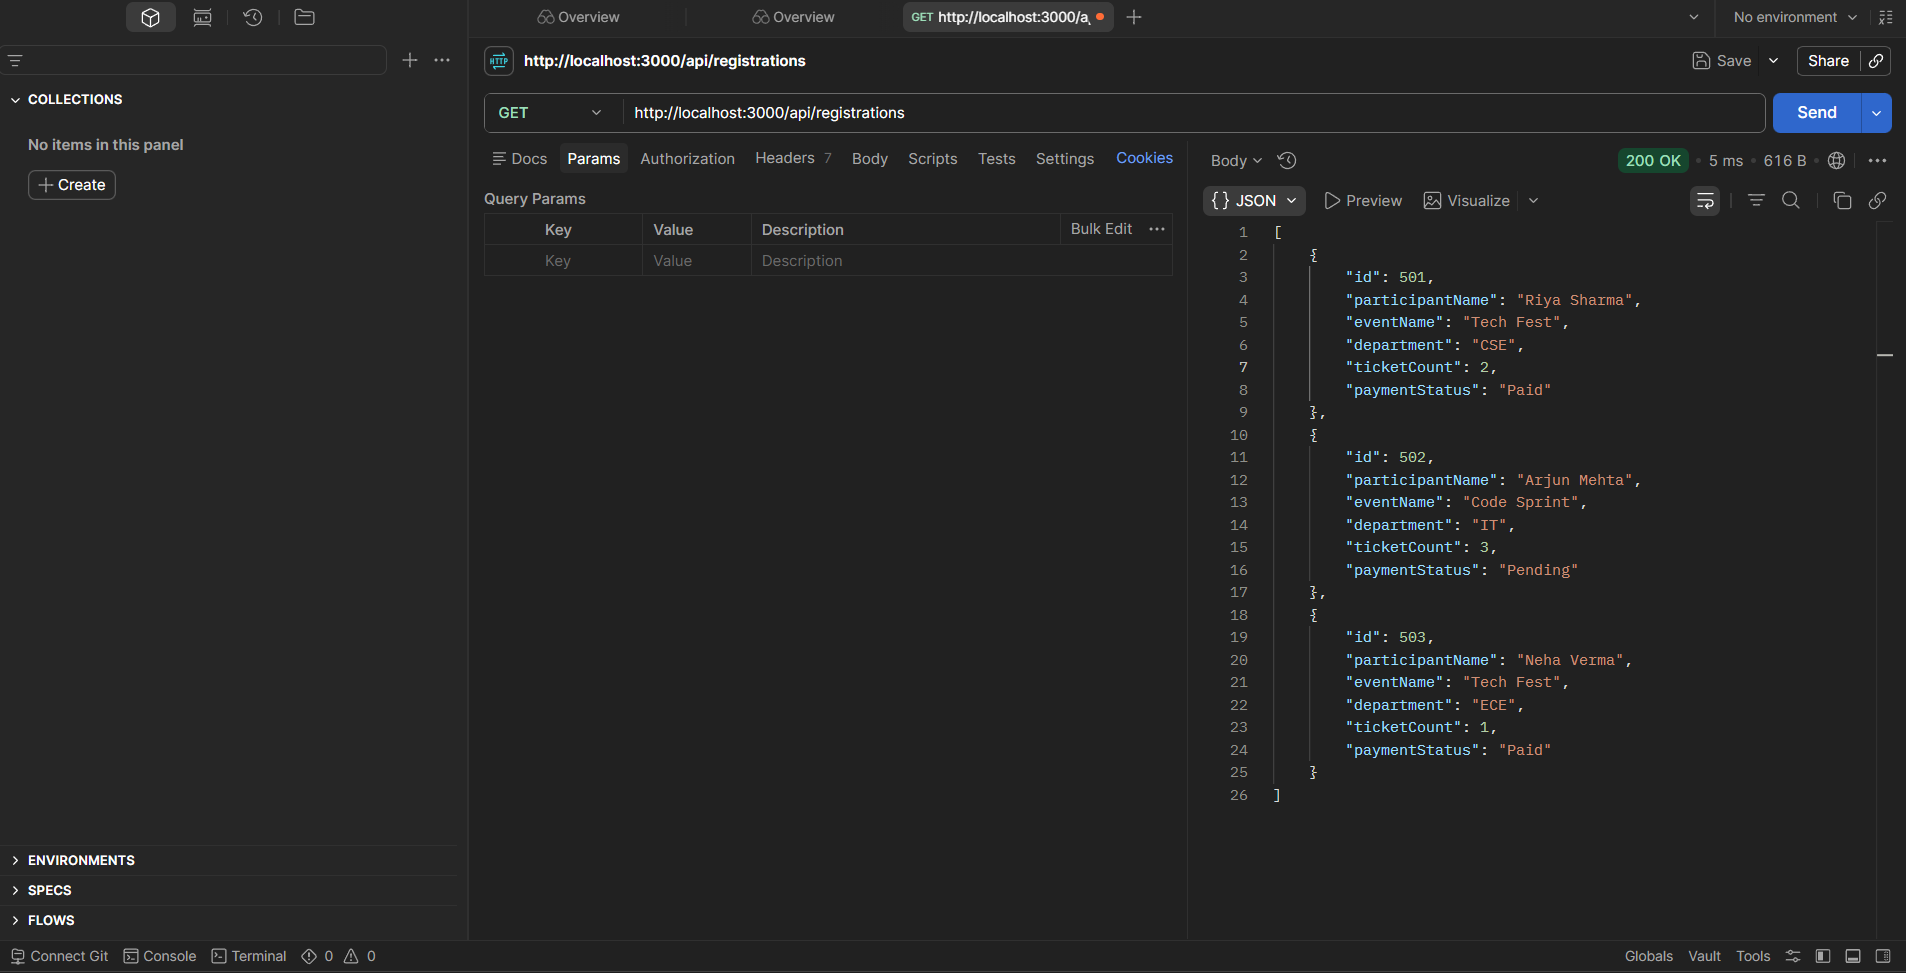 Overview
Overview
GET http://localhost:3000/a
No environment
HTTP http://localhost:3000/api/registrations
Save
Share
COLLECTIONS
No items in this panel
Create
GET
http://localhost:3000/api/registrations
Send
Docs Params Authorization Headers 7 Body Scripts Tests Settings Cookies
Query Params
Key Value Description Bulk Edit
Key Value Description
Body 200 OK 5 ms 616 B
{} JSON Preview Visualize
1 [
2 {
3 "id": 501,
4 "participantName": "Riya Sharma",
5 "eventName": "Tech Fest",
6 "department": "CSE",
7 "ticketCount": 2,
8 "paymentStatus": "Paid"
9 },
10 {
11 "id": 502,
12 "participantName": "Arjun Mehta",
13 "eventName": "Code Sprint",
14 "department": "IT",
15 "ticketCount": 3,
16 "paymentStatus": "Pending"
17 },
18 {
19 "id": 503,
20 "participantName": "Neha Verma",
21 "eventName": "Tech Fest",
22 "department": "ECE",
23 "ticketCount": 1,
24 "paymentStatus": "Paid"
25 }
26 ]
ENVIRONMENTS
SPECS
FLOWS
Connect Git Console Terminal 0 0
Globals Vault Tools